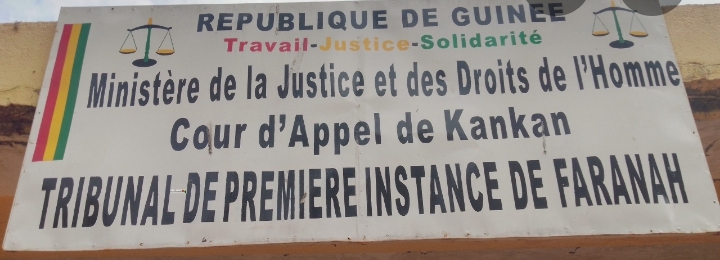 REPUBLIQUE DE GUINEE
Travail-Justice-Solidarité
Ministère de la Justice et des Droits de l'Homme
Cour d'Appel de Kankan
TRIBUNAL DE PREMIERE INSTANCE DE FARANAH